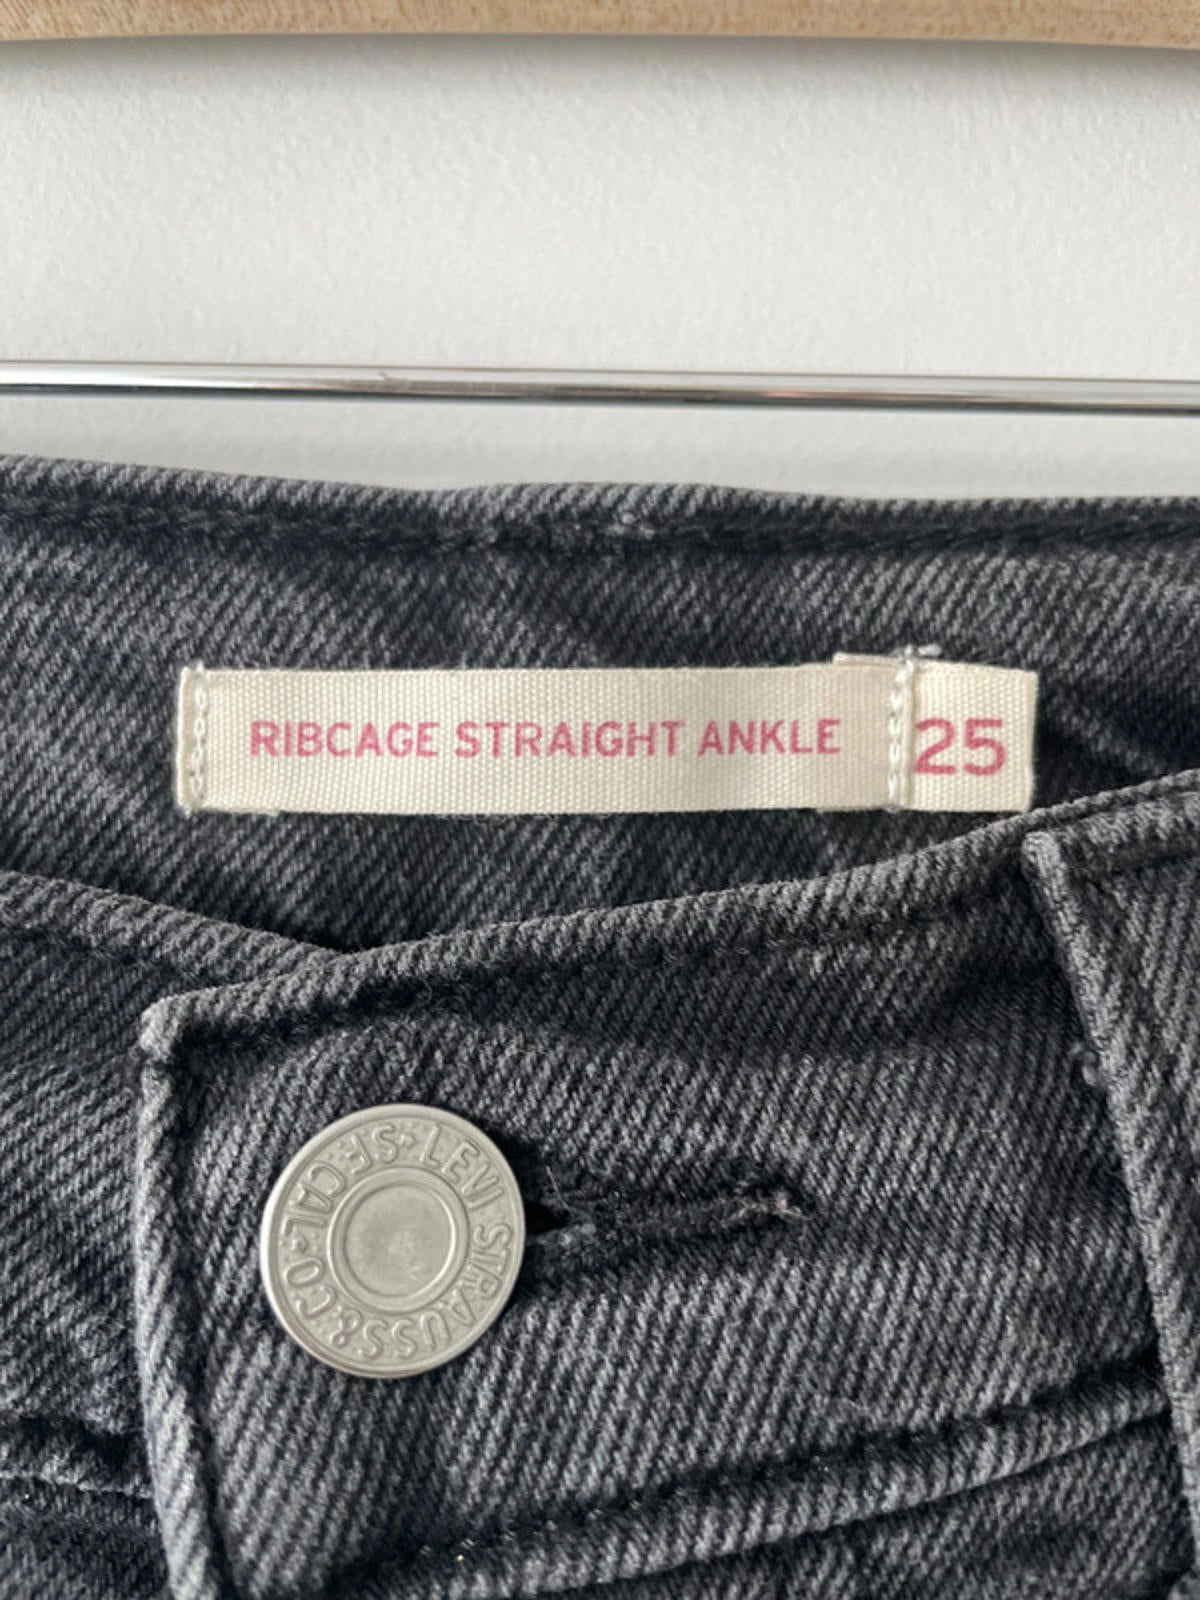 RIBCAGE STRAIGHT ANKLE
25
LEVI STRAUSS & CO. S.F. CAL.